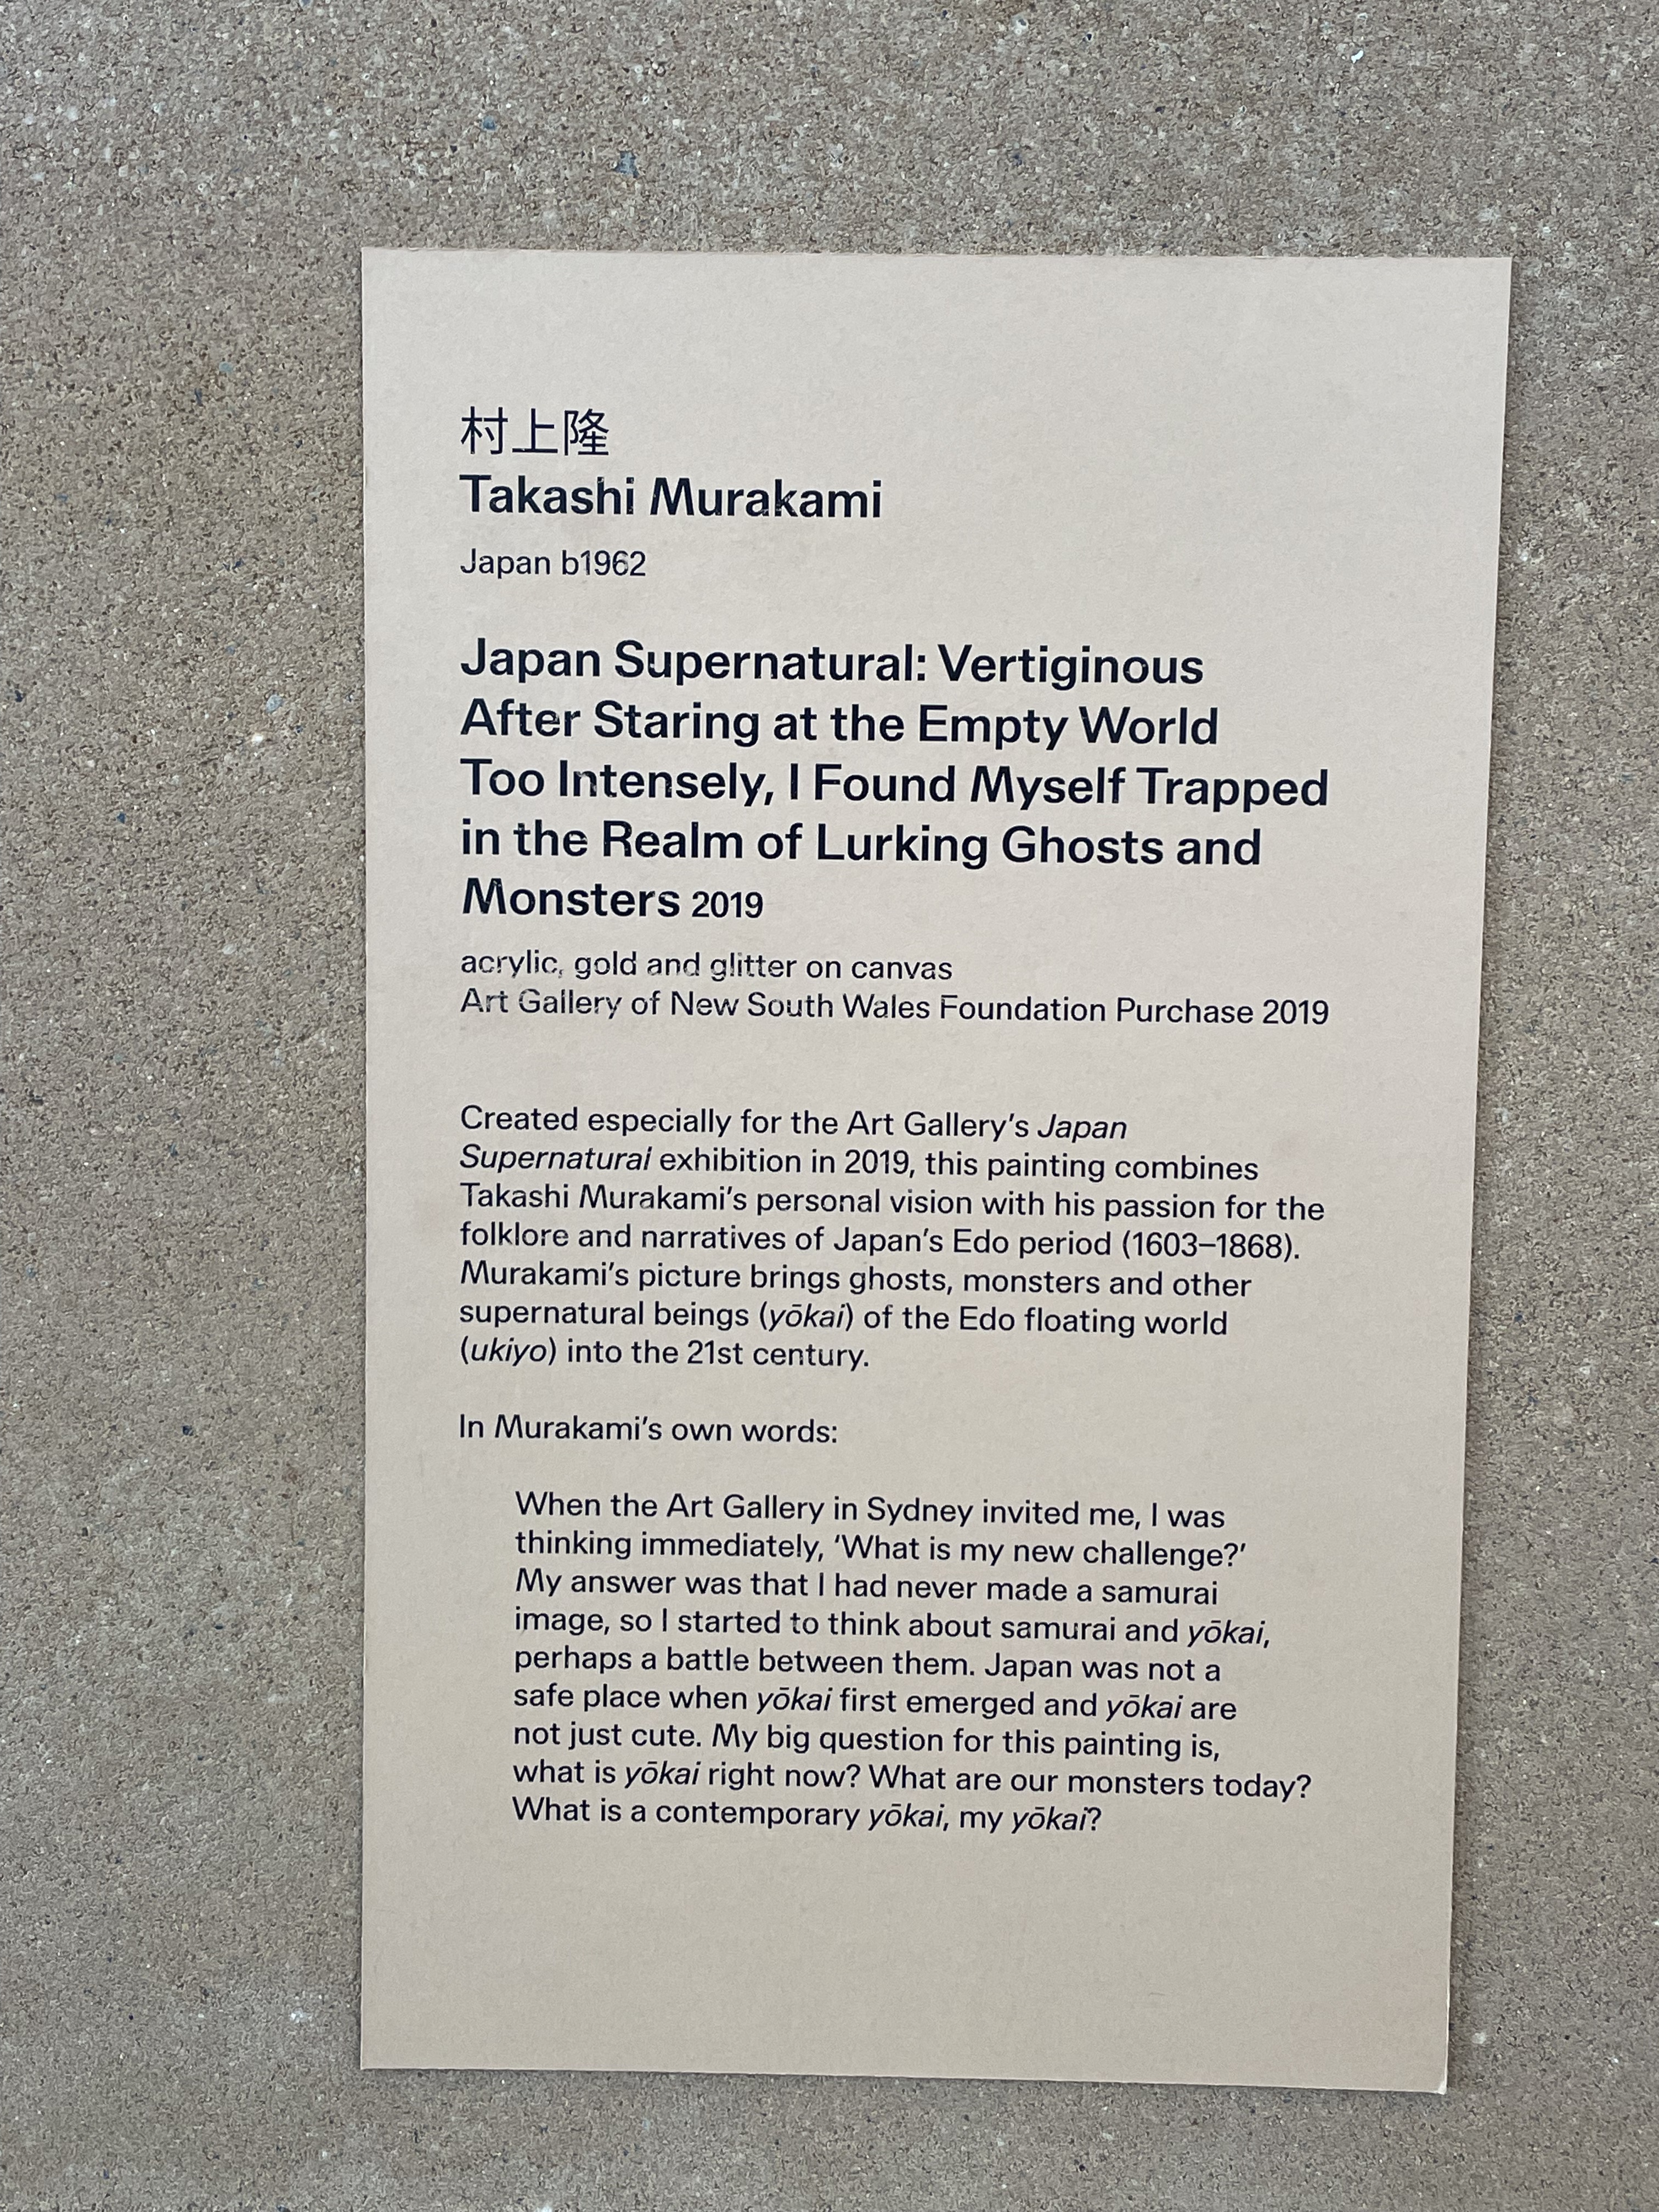 村上隆
Takashi Murakami
Japan b1962
Japan Supernatural: Vertiginous
After Staring at the Empty World
Too Intensely, I Found Myself Trapped
in the Realm of Lurking Ghosts and
Monsters 2019
acrylic, gold and glitter on canvas
Art Gallery of New South Wales Foundation Purchase 2019
Created especially for the Art Gallery’s Japan
Supernatural exhibition in 2019, this painting combines
Takashi Murakami’s personal vision with his passion for the
folklore and narratives of Japan’s Edo period (1603–1868).
Murakami’s picture brings ghosts, monsters and other
supernatural beings (yōkai) of the Edo floating world
(ukiyo) into the 21st century.
In Murakami’s own words:
When the Art Gallery in Sydney invited me, I was
thinking immediately, ‘What is my new challenge?’
My answer was that I had never made a samurai
image, so I started to think about samurai and yōkai,
perhaps a battle between them. Japan was not a
safe place when yōkai first emerged and yōkai are
not just cute. My big question for this painting is,
what is yōkai right now? What are our monsters today?
What is a contemporary yōkai, my yōkai?